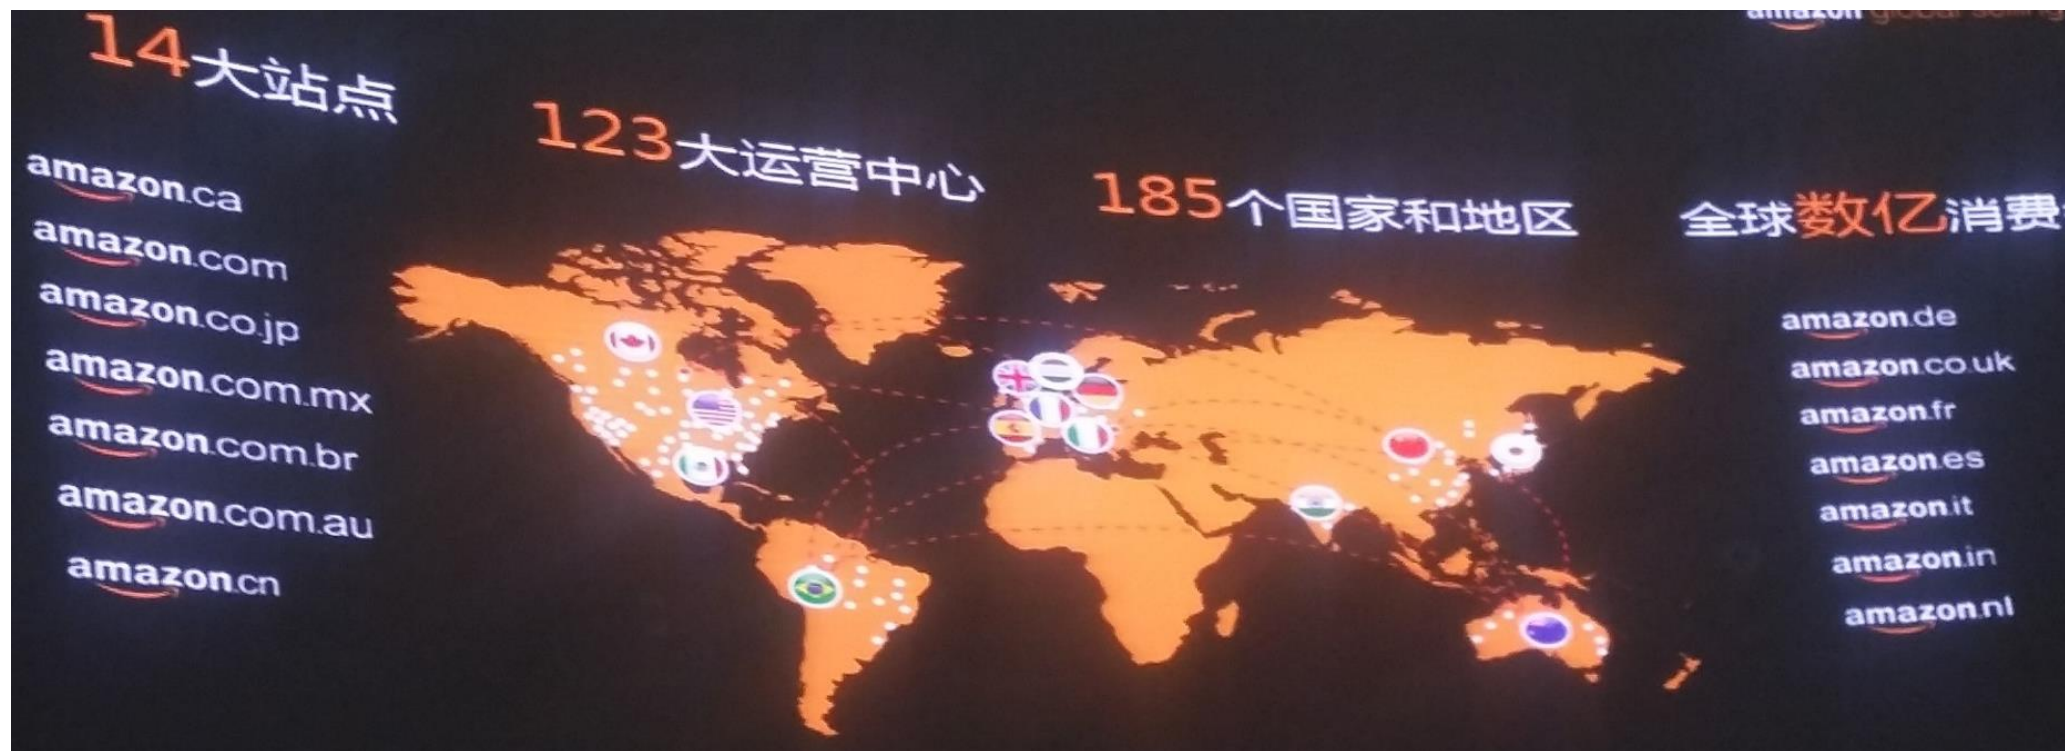 amazon global selling
14大站点
123大运营中心
185个国家和地区
全球数亿消费
amazon.ca
amazon.com
amazon.co.jp
amazon.com.mx
amazon.com.br
amazon.com.au
amazon.cn
amazon.de
amazon.co.uk
amazon.fr
amazon.es
amazon.it
amazon.in
amazon.nl